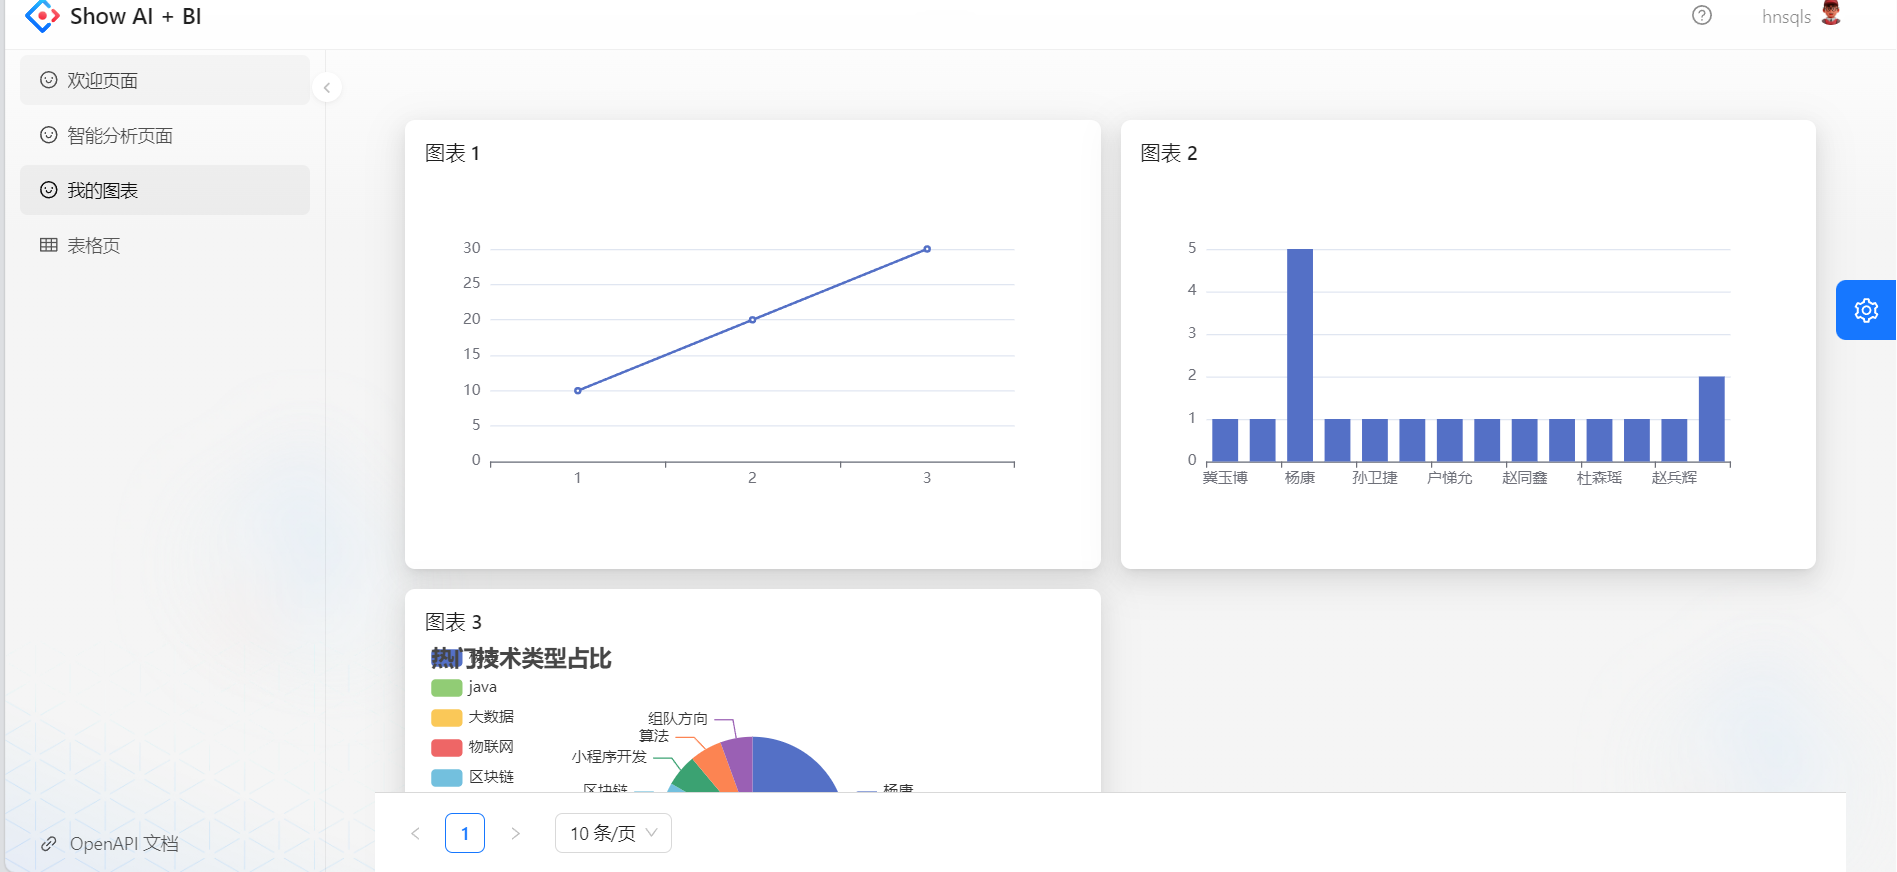 Show AI + BI
hnsqls
欢迎页面
智能分析页面
我的图表
表格页
OpenAPI 文档
图表 1
30
25
20
15
10
5
0
1
2
3
图表 2
5
4
3
2
1
0
冀玉博
杨康
孙卫捷
户悌允
赵同鑫
杜森瑶
赵兵辉
图表 3
热门技术类型占比
java
大数据
物联网
区块链
组队方向
算法
小程序开发
区块链
杨康
1
10 条/页